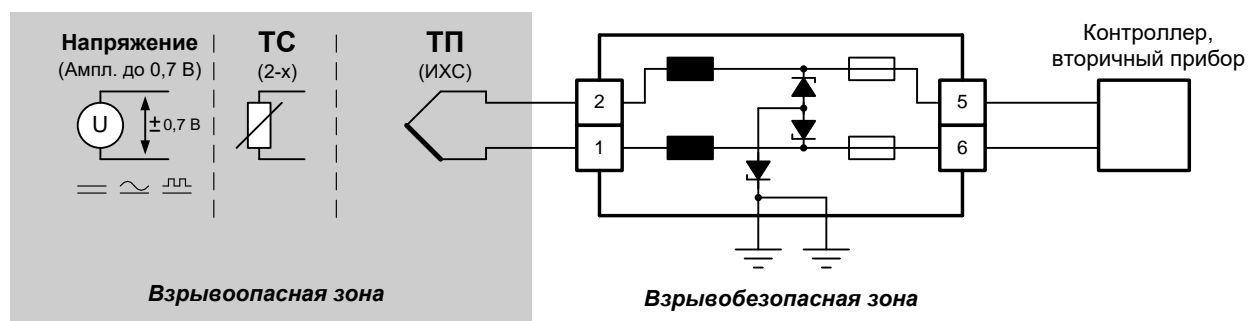 Напряжение
(Ампл. до 0,7 В)
U
± 0,7 В
ТС
(2-х)
ТП
(ИХС)
2
1
5
6
Контроллер,
вторичный прибор
Взрывоопасная зона
Взрывобезопасная зона